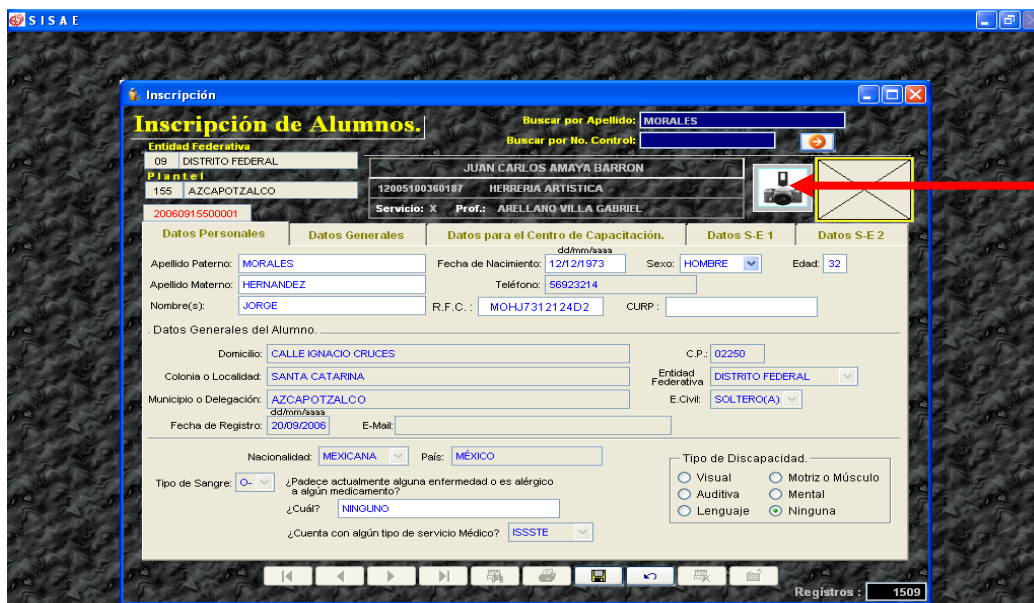 SISAE
Inscripción
Inscripción de Alumnos.
Buscar por Apellido: MORALES
Buscar por No. Control:
Entidad Federativa
09 DISTRITO FEDERAL
Plantel
155 AZCAPOTZALCO
JUAN CARLOS AMAYA BARRON
12005100360187 HERRERIA ARTISTICA
Servicio: X Prof.: ARELLANO VILLA GABRIEL
20060915500001
Datos Personales Datos Generales Datos para el Centro de Capacitación. Datos S-E 1 Datos S-E 2
dd/mm/aaaa
Apellido Paterno: MORALES Fecha de Nacimiento: 12/12/1973 Sexo: HOMBRE Edad: 32
Apellido Materno: HERNANDEZ Teléfono: 56923214
Nombre(s): JORGE R.F.C. : MOHJ7312124D2 CURP :
Datos Generales del Alumno.
Domicilio: CALLE IGNACIO CRUCES C.P.: 02250
Colonia o Localidad: SANTA CATARINA Entidad Federativa DISTRITO FEDERAL
Municipio o Delegación: AZCAPOTZALCO E.Civil: SOLTERO(A)
dd/mm/aaaa
Fecha de Registro: 20/09/2006 E-Mail:
Nacionalidad: MEXICANA País: MÉXICO
Tipo de Sangre: O- ¿Padece actualmente alguna enfermedad o es alérgico
a algún medicamento?
¿Cuál? NINGUNO
¿Cuenta con algún tipo de servicio Médico? ISSSTE
Tipo de Discapacidad.
Visual Motriz o Músculo
Auditiva Mental
Lenguaje Ninguna
Registros : 1509